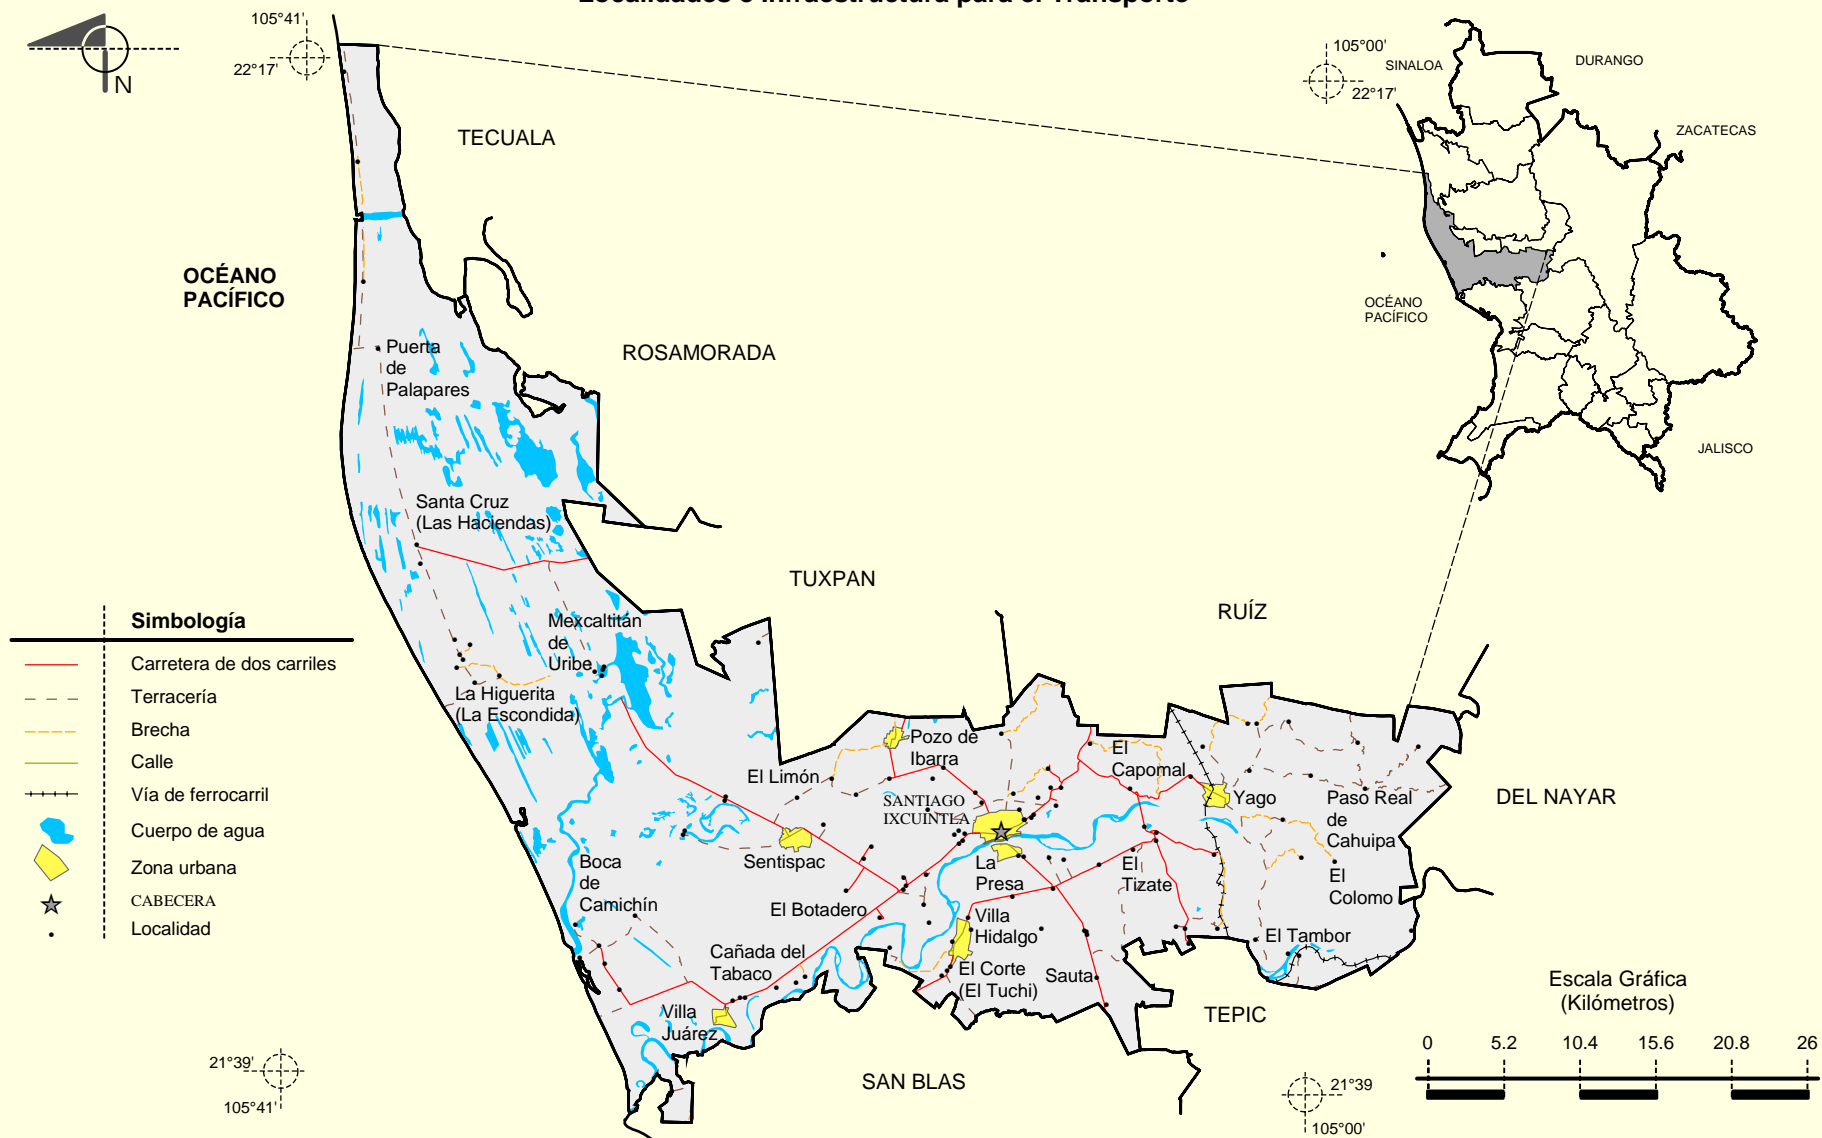 Localidades e Infraestructura para el Transporte
105°41'
22°17'
N
105°00'
22°17'
SINALOA
DURANGO
ZACATECAS
TECUALA
OCÉANO
PACÍFICO
OCÉANO
PACÍFICO
ROSAMORADA
Puerta
de
Palapares
JALISCO
Santa Cruz
(Las Haciendas)
TUXPAN
RUÍZ
Simbología
Carretera de dos carriles
Terracería
Brecha
Calle
Vía de ferrocarril
Cuerpo de agua
Zona urbana
CABECERA
Localidad
Mexcaltitán
de
Uribe
La Higuerita
(La Escondida)
Pozo de
Ibarra
El Limón
El
Capomal
SANTIAGO
IXCUINTLA
Yago
Paso Real
de
Cahuipa
DEL NAYAR
Sentispac
Boca
de
Camichín
La
Presa
El
Tizate
El
Colomo
El Botadero
Villa
Hidalgo
El Tambor
Cañada del
Tabaco
El Corte
(El Tuchi)
Sauta
Villa
Juárez
TEPIC
SAN BLAS
Escala Gráfica
(Kilómetros)
0 5.2 10.4 15.6 20.8 26
21°39'
105°41'
21°39
105°00'